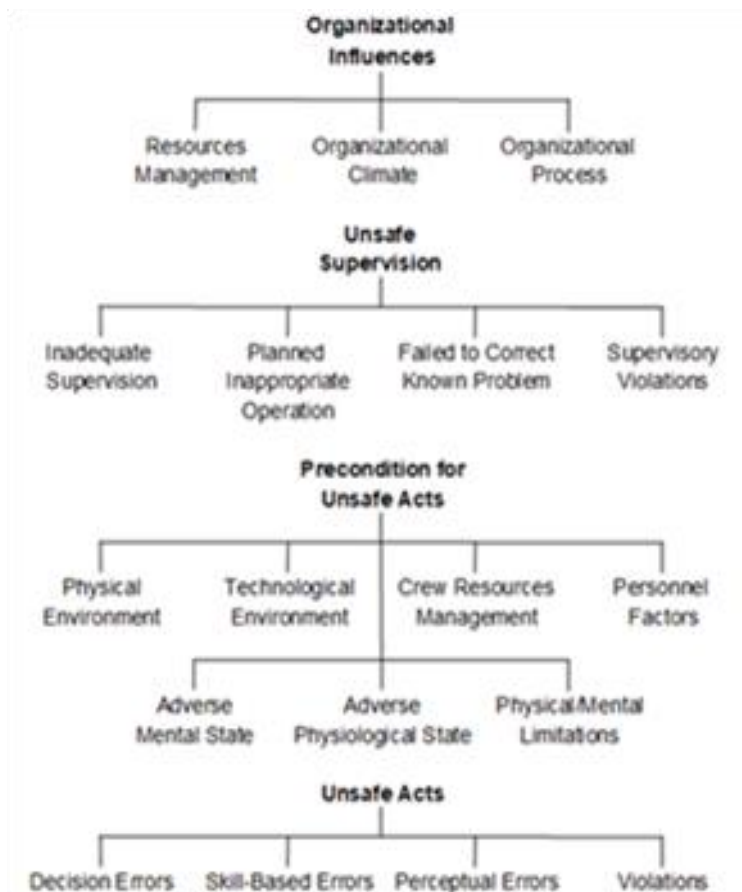 Organizational
Influences
Resources Organizational Organizational
Management Climate Process
Unsafe
Supervision
Inadequate Planned Failed to Correct Supervisory
Supervision Inappropriate Known Problem Violations
Operation
Precondition for
Unsafe Acts
Physical Technological Crew Resources Personnel
Environment Environment Management Factors
Adverse Adverse Physical/Mental
Mental State Physiological State Limitations
Unsafe Acts
Decision Errors Skill-Based Errors Perceptual Errors Violations